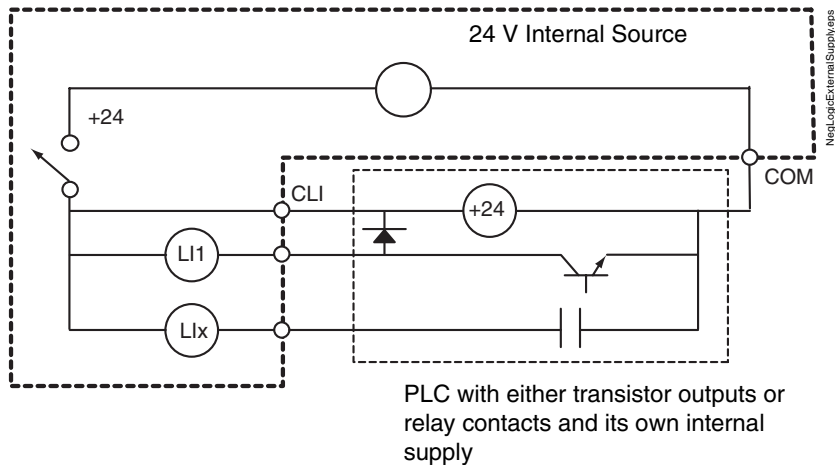 24 V Internal Source
+24
COM
CLI
+24
LI1
LIx
PLC with either transistor outputs or
relay contacts and its own internal
supply
NegLogicExternalSupply.eps